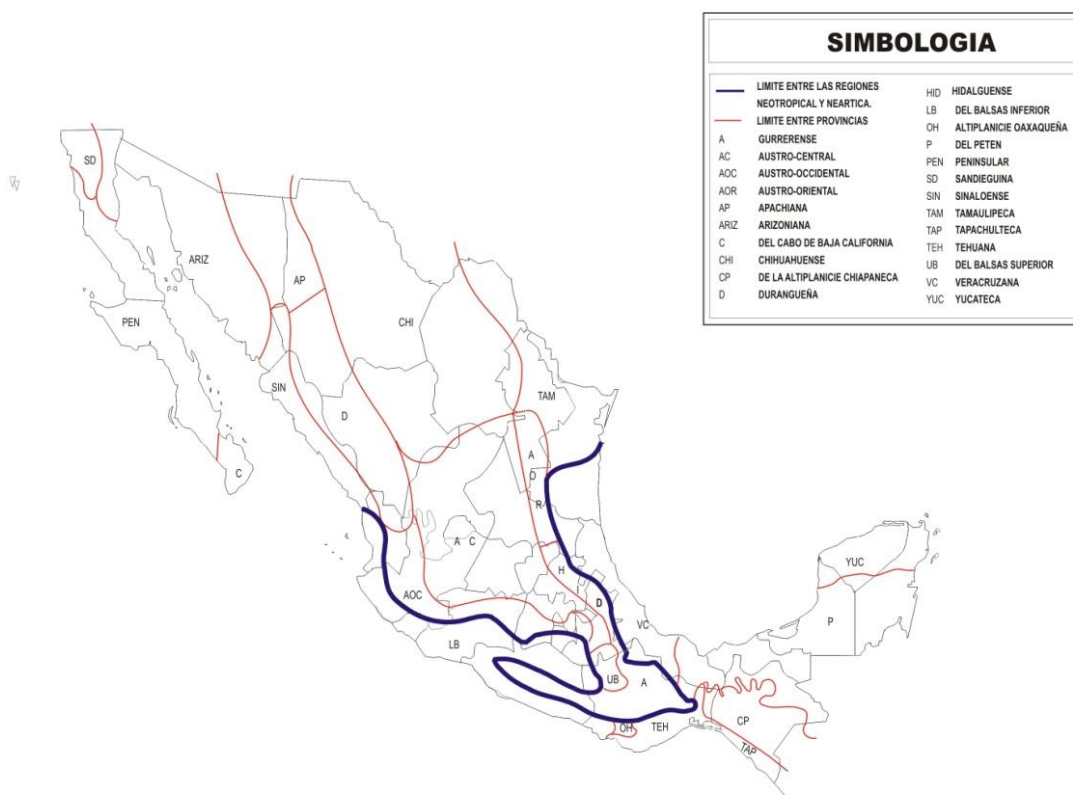 SIMBOLOGIA
LIMITE ENTRE LAS REGIONES
NEOTROPICAL Y NEARTICA.
LIMITE ENTRE PROVINCIAS
A GURRERENSE
AC AUSTRO-CENTRAL
AOC AUSTRO-OCCIDENTAL
AOR AUSTRO-ORIENTAL
AP APACHIANA
ARIZ ARIZONIANA
C DEL CABO DE BAJA CALIFORNIA
CHI CHIHUAHUENSE
CP DE LA ALTIPLANICIE CHIAPANECA
D DURANGUEÑA
HID HIDALGUENSE
LB DEL BALSAS INFERIOR
OH ALTIPLANICIE OAXAQUEÑA
P DEL PETEN
PEN PENINSULAR
SD SANDIEGUINA
SIN SINALOENSE
TAM TAMAULIPECA
TAP TAPACHULTECA
TEH TEHUANA
UB DEL BALSAS SUPERIOR
VC VERACRUZANA
YUC YUCATECA
SD
ARIZ
AP
PEN
CHI
SIN
TAM
D
A
O
R
C
A C
H
D
YUC
AOC
VC
P
LB
UB
A
CP
OH
TEH
TAP